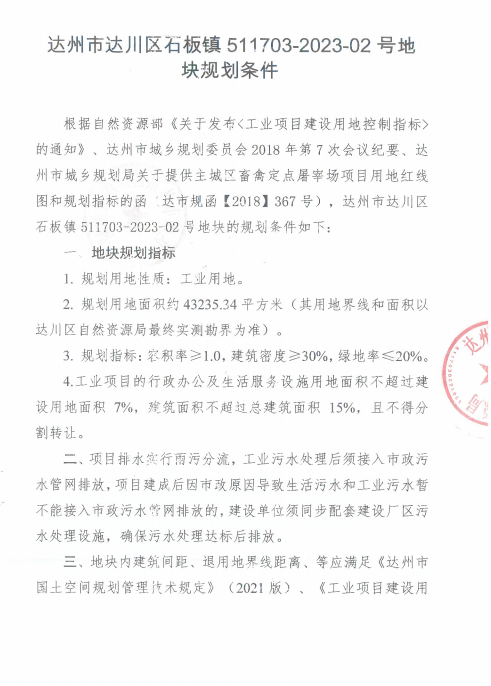 达州市达川区石板镇 511703-2023-02 号地
块规划条件
根据自然资源部《关于发布<工业项目建设用地控制指标>
的通知》、达州市城乡规划委员会 2018 年第 7 次会议纪要、达
州市城乡规划局关于提供主城区畜禽定点屠宰场项目用地红线
图和规划指标的函（达市规函【2018】367 号），达州市达川区
石板镇 511703-2023-02 号地块的规划条件如下：
一、地块规划指标
1. 规划用地性质：工业用地。
2. 规划用地面积约 43235.34 平方米（其用地界线和面积以
达川区自然资源局最终实测勘界为准）。
3. 规划指标：容积率≥1.0，建筑密度≥30%，绿地率≤20%。
4.工业项目的行政办公及生活服务设施用地面积不超过建
设用地面积 7%，建筑面积不超过总建筑面积 15%，且不得分
割转让。
二、项目排水实行雨污分流，工业污水处理后须接入市政污
水管网排放，项目建成后因市政原因导致生活污水和工业污水暂
不能接入市政污水管网排放的，建设单位须同步配套建设厂区污
水处理设施，确保污水处理达标后排放。
三、地块内建筑间距、退用地界线距离、等应满足《达州市
国土空间规划管理技术规定》（2021 版）、《工业项目建设用
达州
局